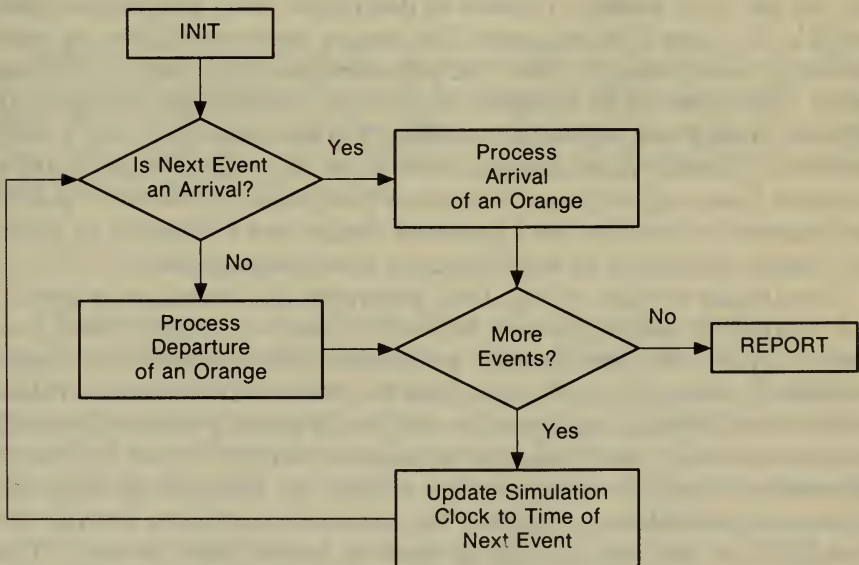 INIT
Is Next Event
an Arrival?
Yes
Process
Arrival
of an Orange
No
Process
Departure
of an Orange
More
Events?
No
REPORT
Yes
Update Simulation
Clock to Time of
Next Event